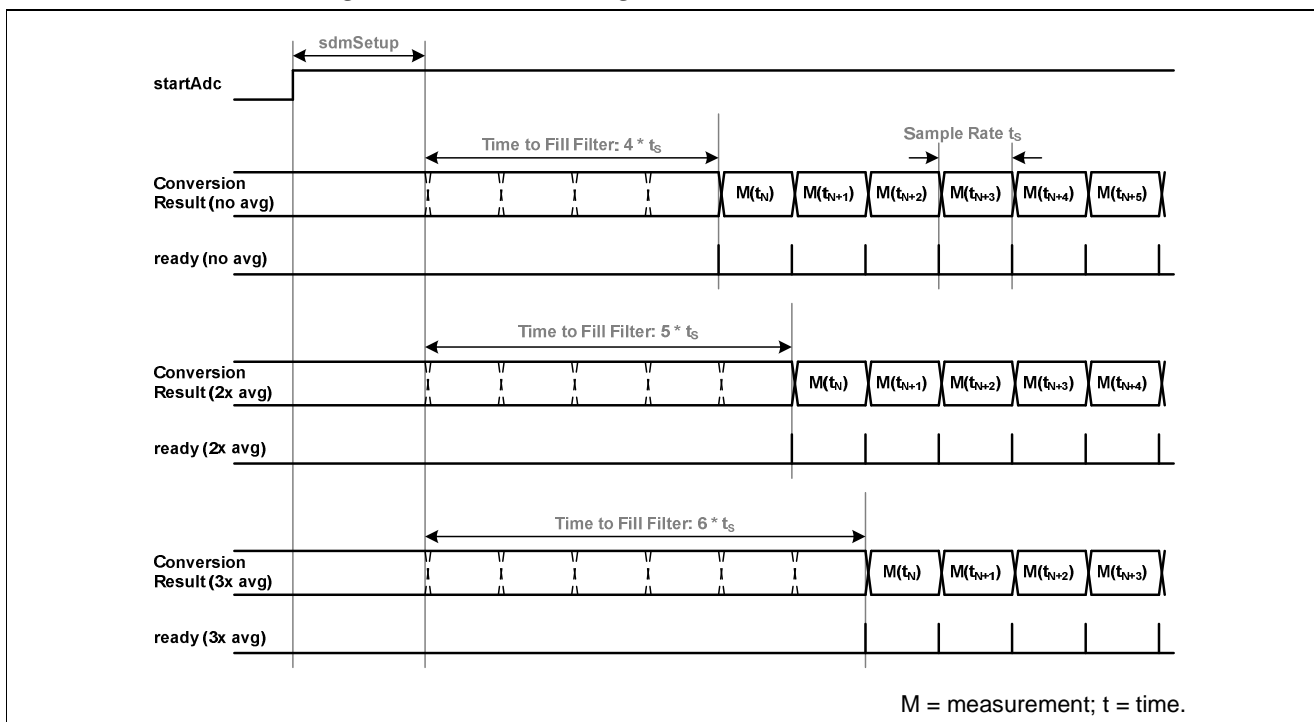 sdmSetup
startAdc
Time to Fill Filter: 4 * tS
Sample Rate tS
Conversion
Result (no avg)
M(tN) M(tN+1) M(tN+2) M(tN+3) M(tN+4) M(tN+5)
ready (no avg)
Time to Fill Filter: 5 * tS
Conversion
Result (2x avg)
M(tN) M(tN+1) M(tN+2) M(tN+3) M(tN+4)
ready (2x avg)
Time to Fill Filter: 6 * tS
Conversion
Result (3x avg)
M(tN) M(tN+1) M(tN+2) M(tN+3)
ready (3x avg)
M = measurement; t = time.